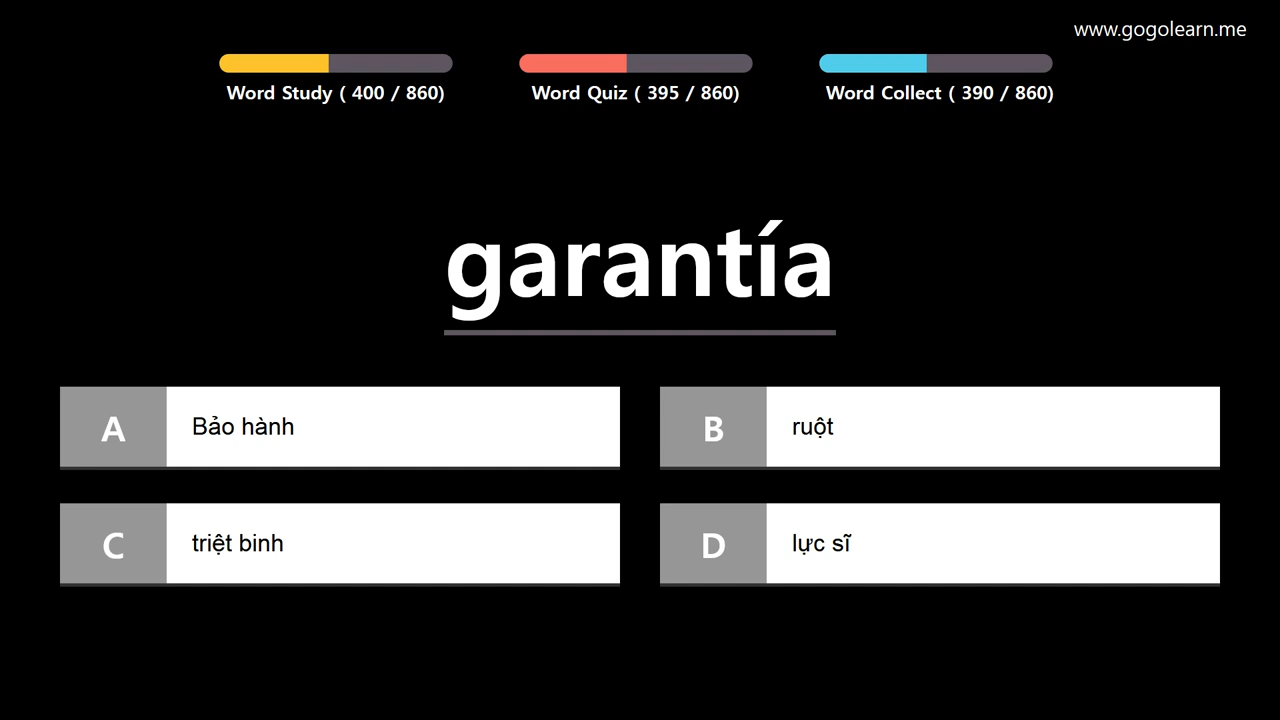 www.gogolearn.me
Word Study ( 400 / 860)
Word Quiz ( 395 / 860)
Word Collect ( 390 / 860)
garantía
A Bảo hành
B ruột
C triệt binh
D lực sĩ